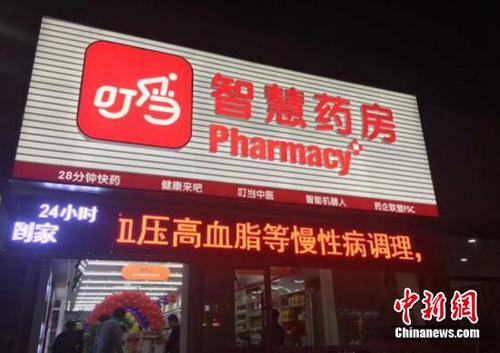 叮当
智慧药房
Pharmacy+
28分钟快药 健康来吧 叮当中医 智能机器人 药企联盟FSC
24小时
到家
血压高血脂等慢性病调理,
中新网
Chinanews.com